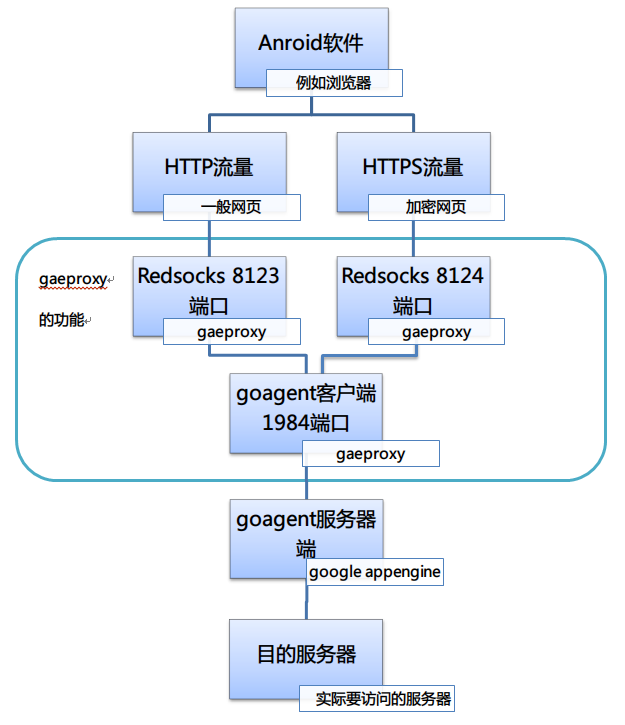 Anroid软件
例如浏览器
HTTP流量
一般网页
HTTPS流量
加密网页
gaeproxy
的功能
Redsocks 8123
端口
gaeproxy
Redsocks 8124
端口
gaeproxy
goagent客户端
1984端口
gaeproxy
goagent服务器
端
google appengine
目的服务器
实际要访问的服务器